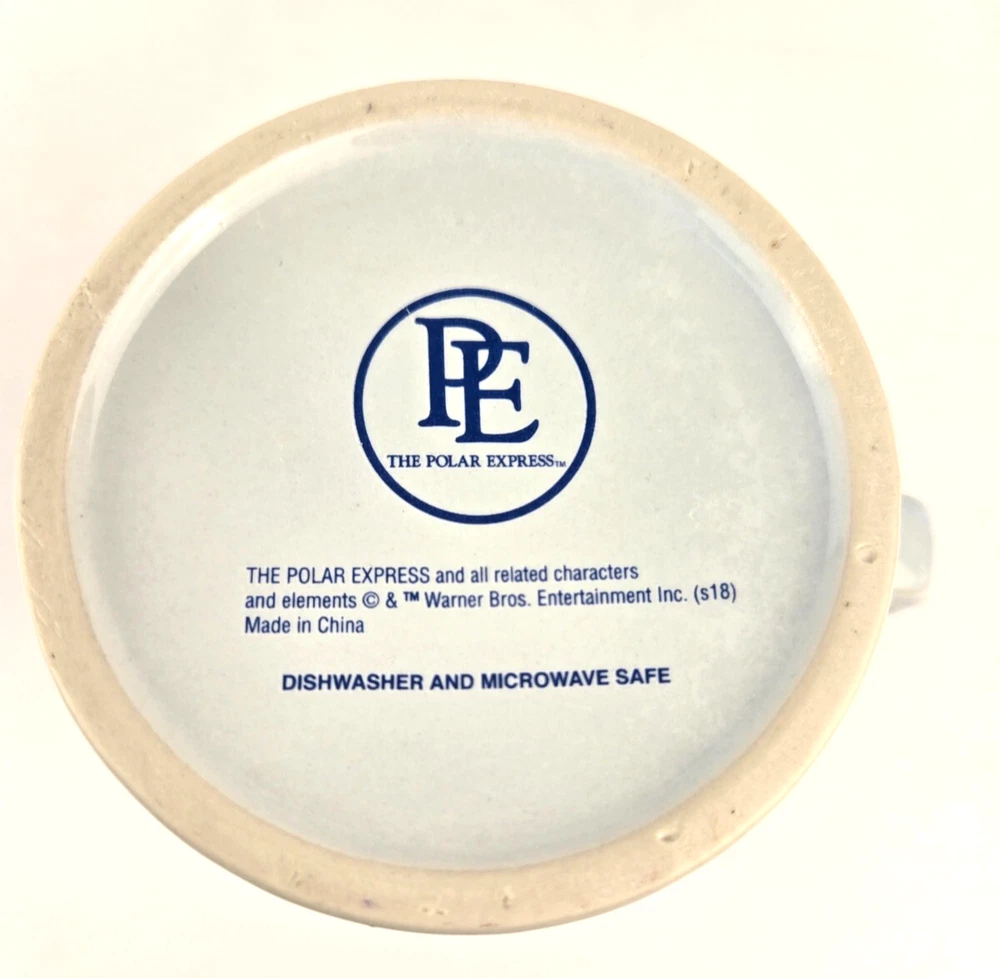 PE
THE POLAR EXPRESS™
THE POLAR EXPRESS and all related characters
and elements © & ™ Warner Bros. Entertainment Inc. (s18)
Made in China
DISHWASHER AND MICROWAVE SAFE